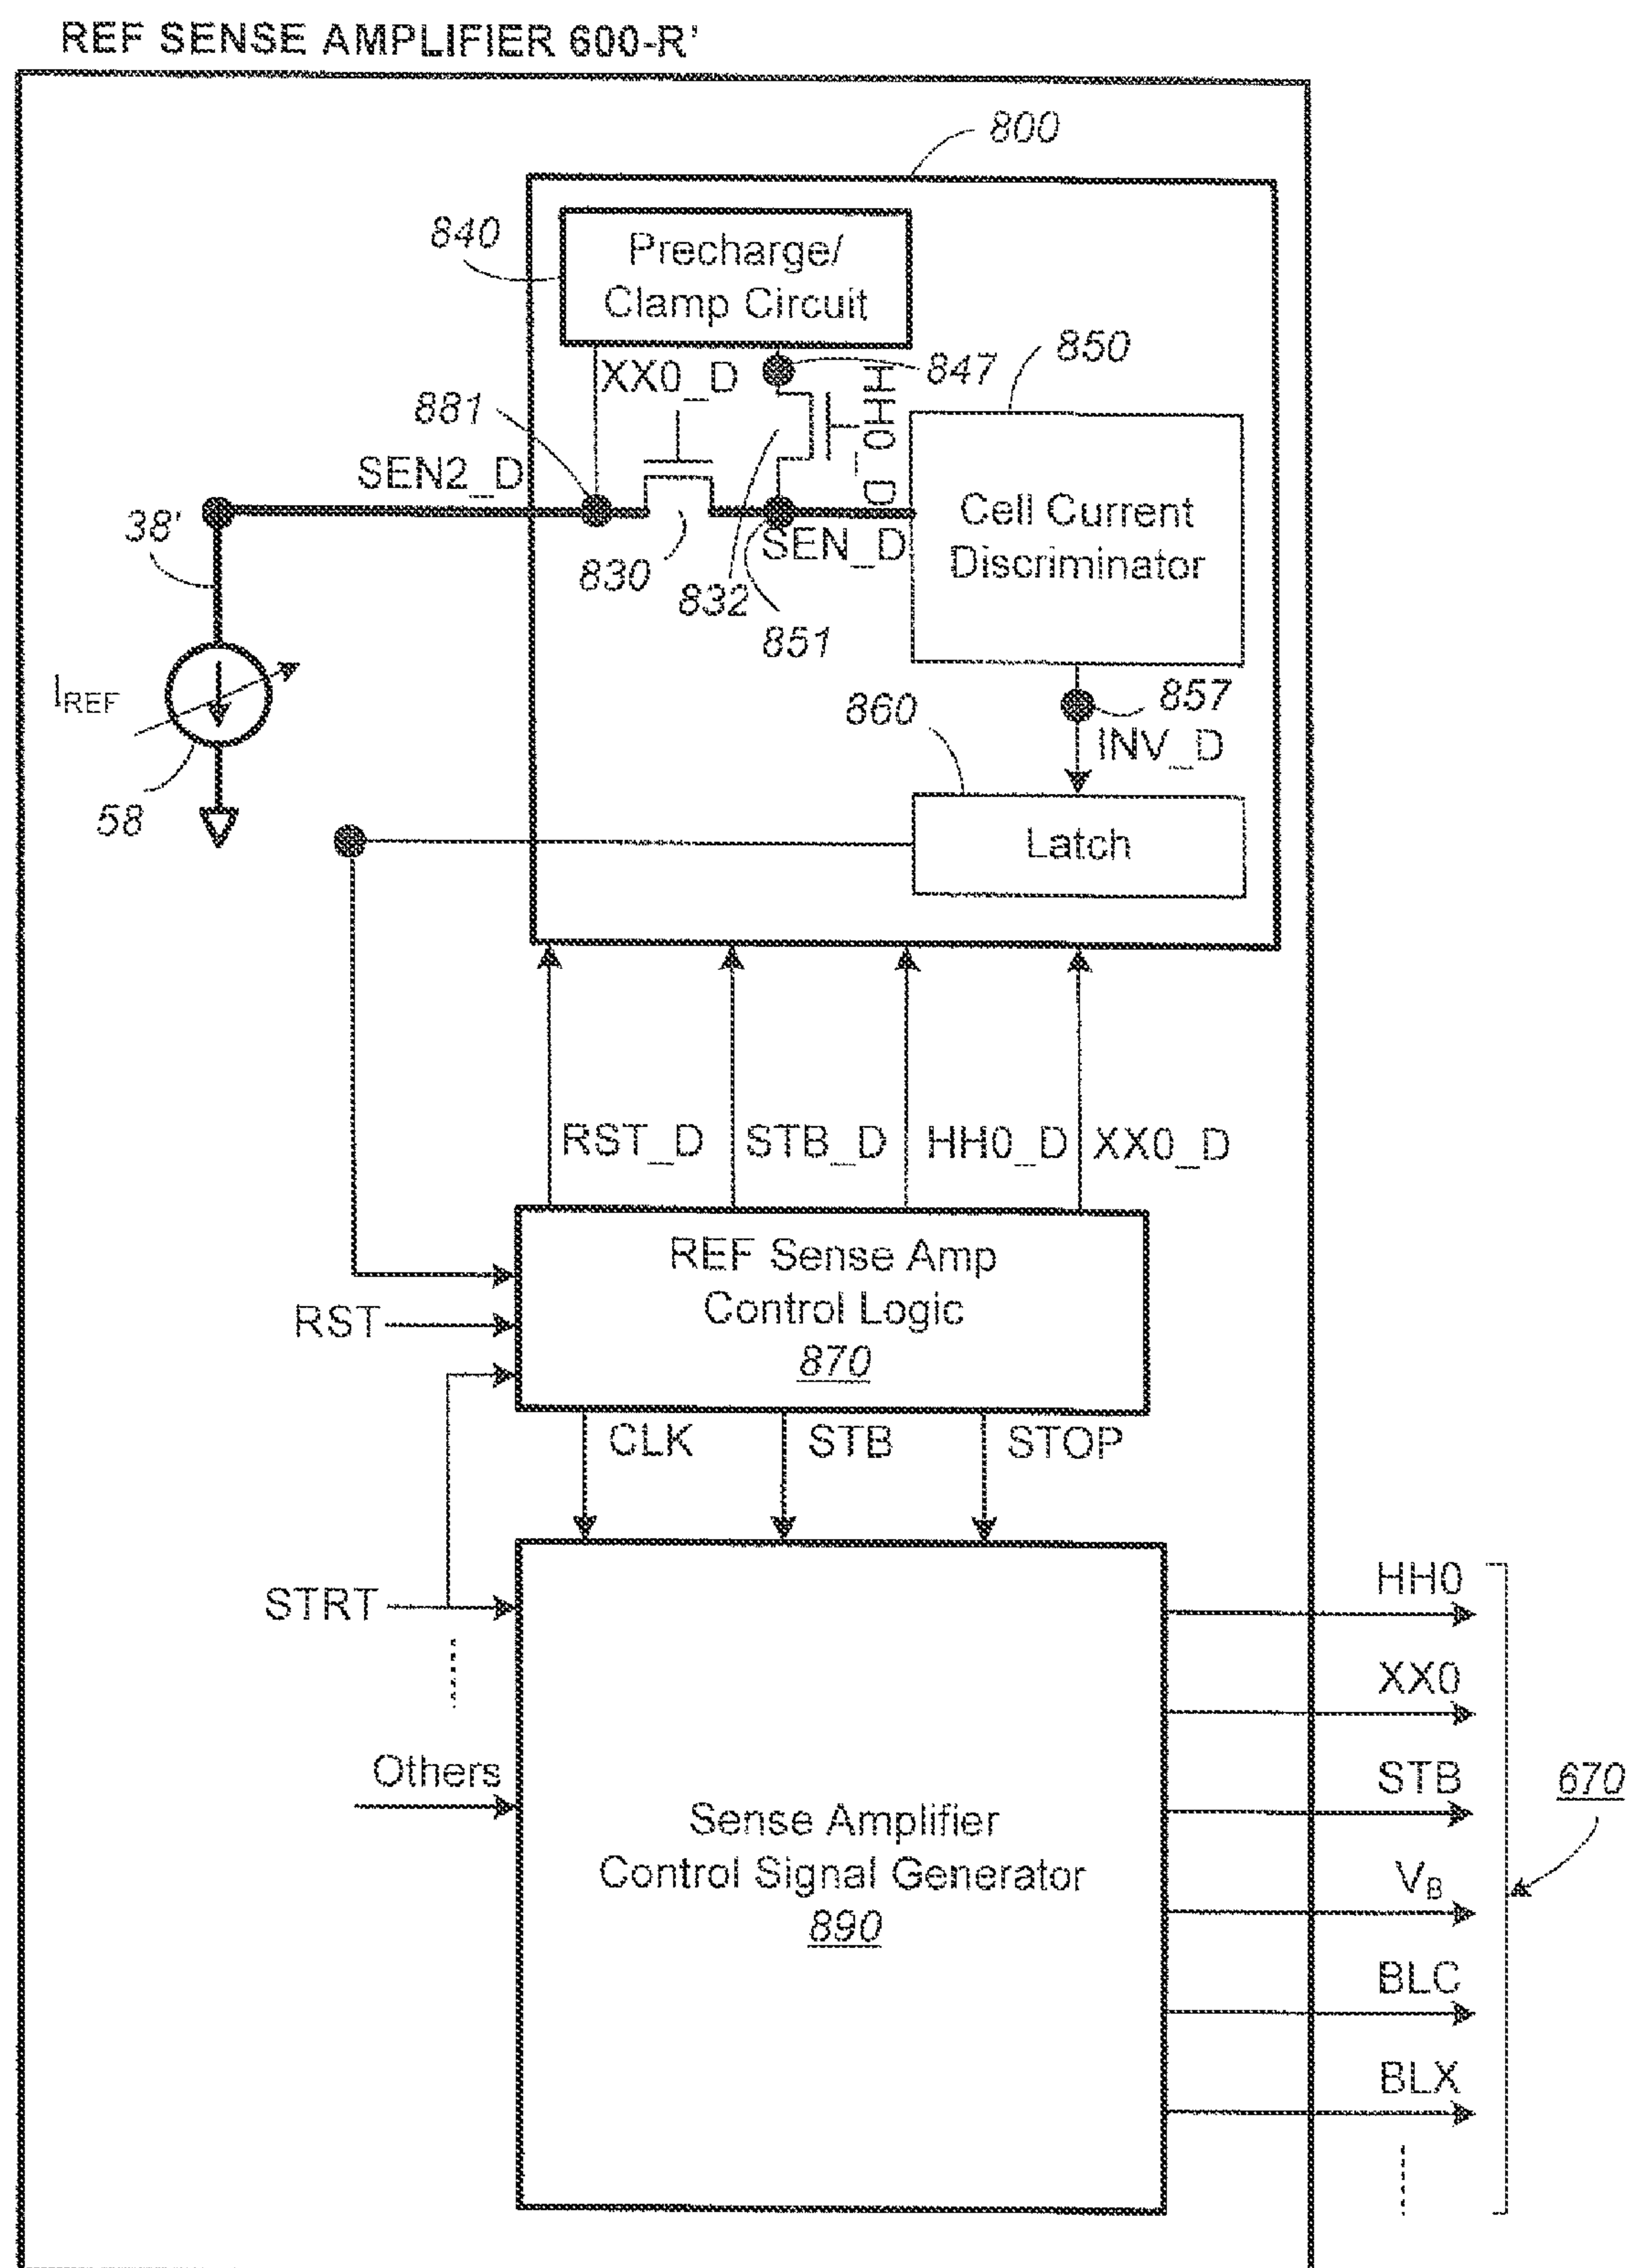 REF SENSE AMPLIFIER 600-R'
800
840
Precharge/
Clamp Circuit
XX0_D
847
HH0_D
850
881
SEN2_D
Cell Current
Discriminator
38'
SEN_D
830
832
851
I REF
857
860
INV_D
58
Latch
RST_D
STB_D
HH0_D
XX0_D
REF Sense Amp
Control Logic
870
RST
CLK
STB
STOP
STRT
HH0
XX0
Others
STB
670
Sense Amplifier
Control Signal Generator
890
VB
BLC
BLX